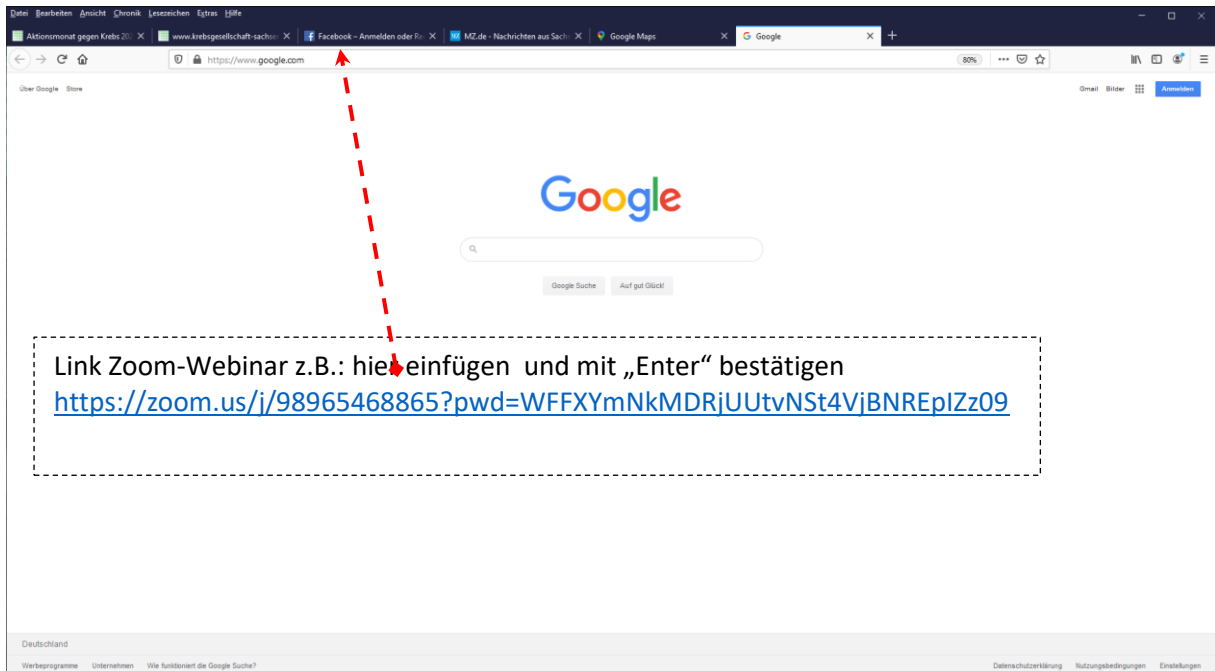 Datei Bearbeiten Ansicht Chronik Lesezeichen Extras Hilfe
Aktionsmonat gegen Krebs 202 www.krebsgesellschaft-sachsen Facebook – Anmelden oder Re MZ.de - Nachrichten aus Sachs Google Maps Google
https://www.google.com 80%
Über Google Store Gmail Bilder Anmelden
Google
Google Suche Auf gut Glück!
Link Zoom-Webinar z.B.: hier einfügen und mit „Enter“ bestätigen
https://zoom.us/j/98965468865?pwd=WFFXYmNkMDRjUUtvNSt4VjBNREpIZz09
Deutschland
Werbeprogramme Unternehmen Wie funktioniert die Google Suche? Datenschutzerklärung Nutzungsbedingungen Einstellungen